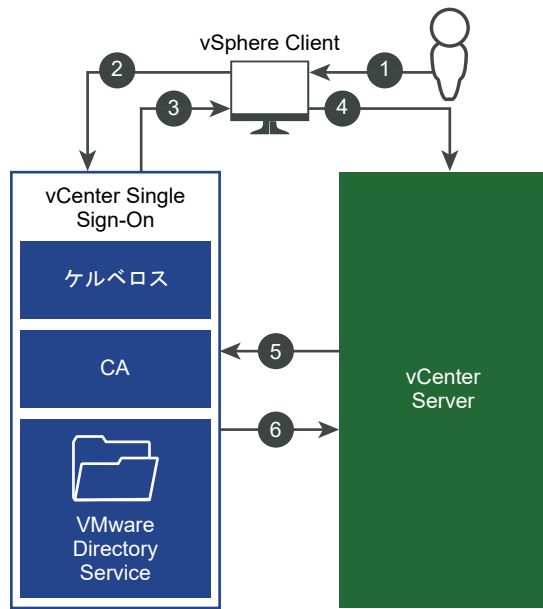 vSphere Client
1
2
3
4
vCenter Single
Sign-On
ケルベロス
CA
VMware
Directory
Service
5
6
vCenter
Server